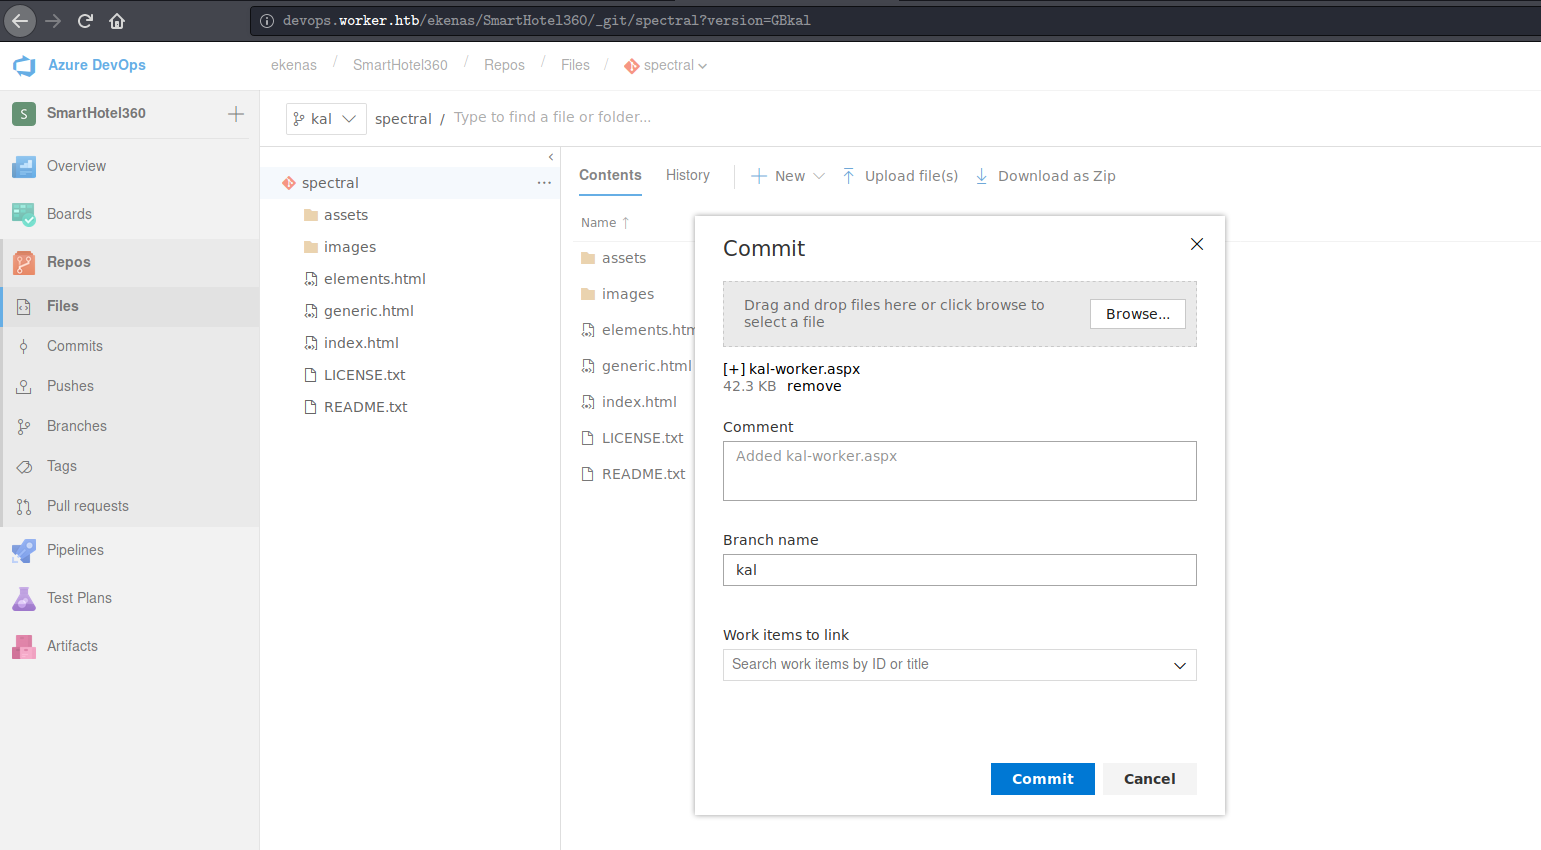 devops.worker.htb/ekenas/SmartHotel360/_git/spectral?version=GBkal
Azure DevOps
ekenas / SmartHotel360 / Repos / Files / spectral
S SmartHotel360
Overview
Boards
Repos
Files
Commits
Pushes
Branches
Tags
Pull requests
Pipelines
Test Plans
Artifacts
kal spectral / Type to find a file or folder...
spectral ...
assets
images
elements.html
generic.html
index.html
LICENSE.txt
README.txt
Contents History New Upload file(s) Download as Zip
Name ↑
assets
images
elements.htm
generic.html
index.html
LICENSE.txt
README.txt
Commit
Drag and drop files here or click browse to
select a file
Browse...
[+] kal-worker.aspx
42.3 KB remove
Comment
Added kal-worker.aspx
Branch name
kal
Work items to link
Search work items by ID or title
Commit Cancel